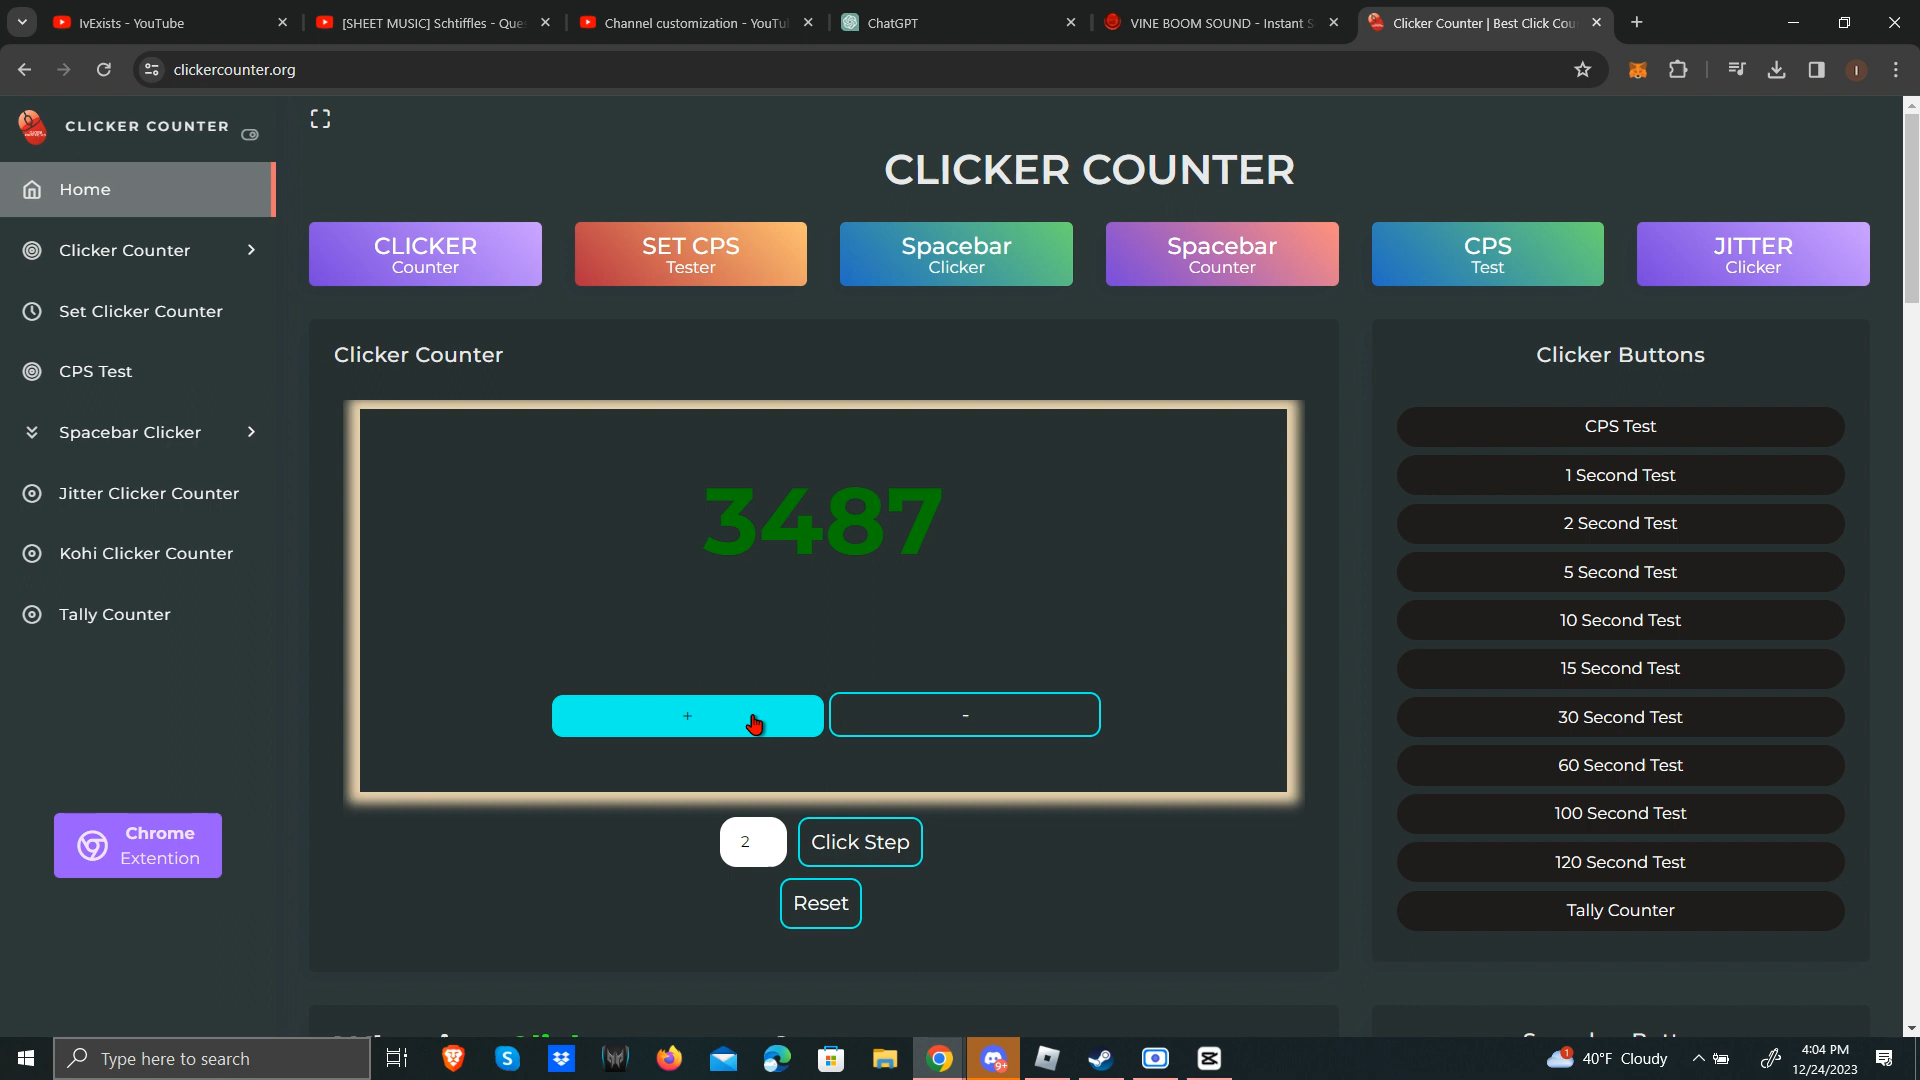 IvExists - YouTube
[SHEET MUSIC] Schtiffles - Que
Channel customization - YouTu
ChatGPT
VINE BOOM SOUND - Instant S
Clicker Counter | Best Click Cou
clickercounter.org
I
CLICKER COUNTER
Home
Clicker Counter
Set Clicker Counter
CPS Test
Spacebar Clicker
Jitter Clicker Counter
Kohi Clicker Counter
Tally Counter
Chrome
Extention
CLICKER COUNTER
CLICKER
Counter
SET CPS
Tester
Spacebar
Clicker
Spacebar
Counter
CPS
Test
JITTER
Clicker
Clicker Counter
3487
+
-
2
Click Step
Reset
Clicker Buttons
CPS Test
1 Second Test
2 Second Test
5 Second Test
10 Second Test
15 Second Test
30 Second Test
60 Second Test
100 Second Test
120 Second Test
Tally Counter
Type here to search
9+
1
40°F Cloudy
4:04 PM
12/24/2023